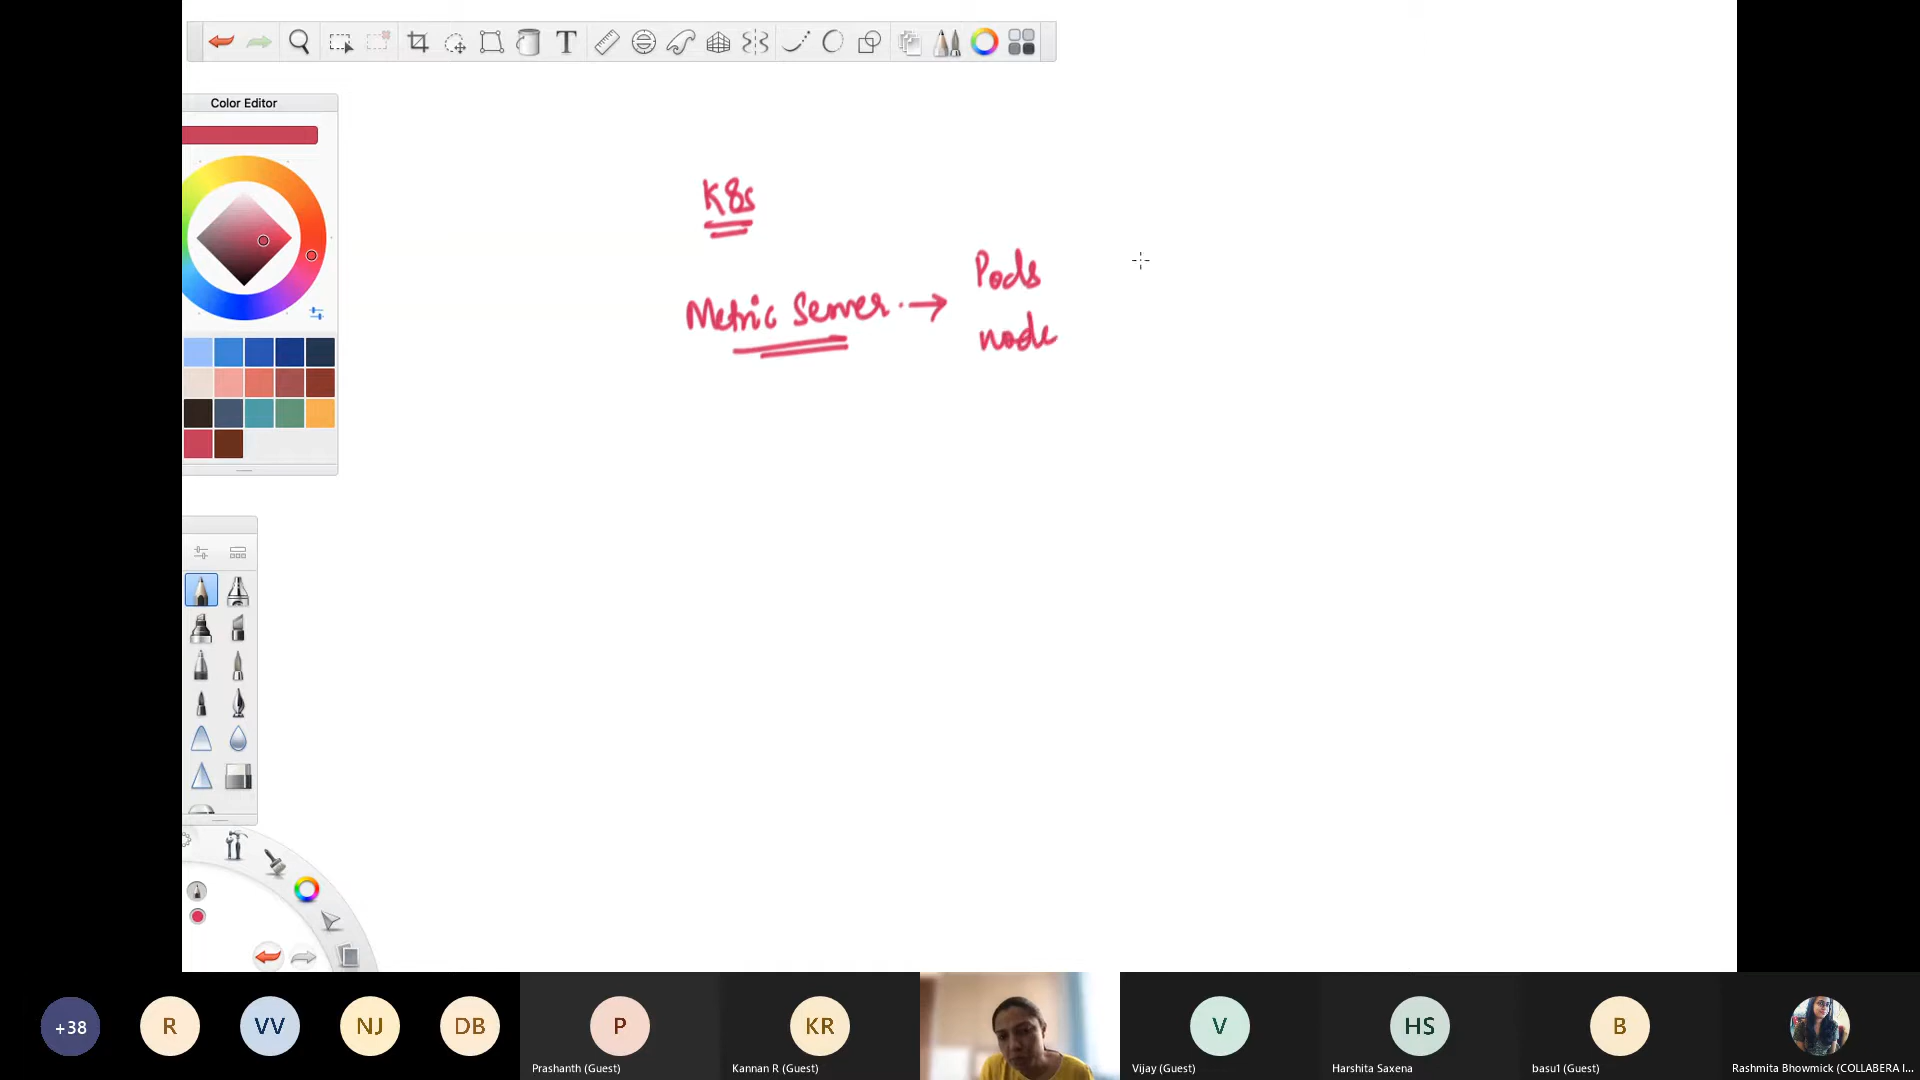 T
Color Editor
K8s
Metric Server. →
Pods
node
+38
R
VV
NJ
DB
P
KR
V
HS
B
Prashanth (Guest)
Kannan R (Guest)
Vijay (Guest)
Harshita Saxena
basu1 (Guest)
Rashmita Bhowmick (COLLABERA I...